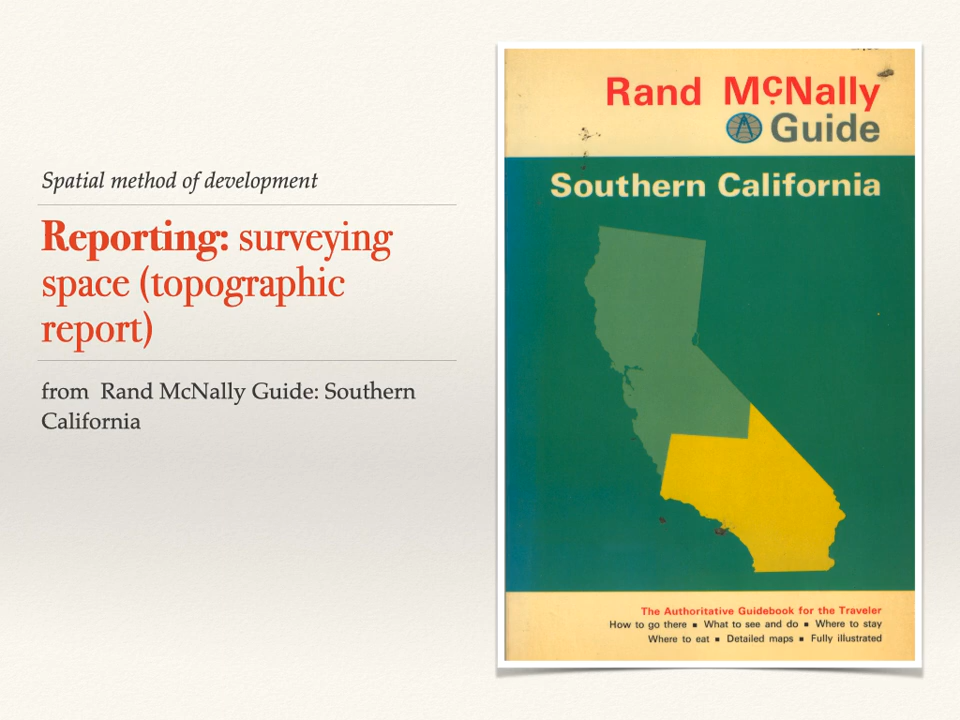 Spatial method of development
Reporting: surveying
space (topographic
report)
from Rand McNally Guide: Southern
California
Rand McNally
Guide
Southern California
The Authoritative Guidebook for the Traveler
How to go there ▪ What to see and do ▪ Where to stay
Where to eat ▪ Detailed maps ▪ Fully illustrated